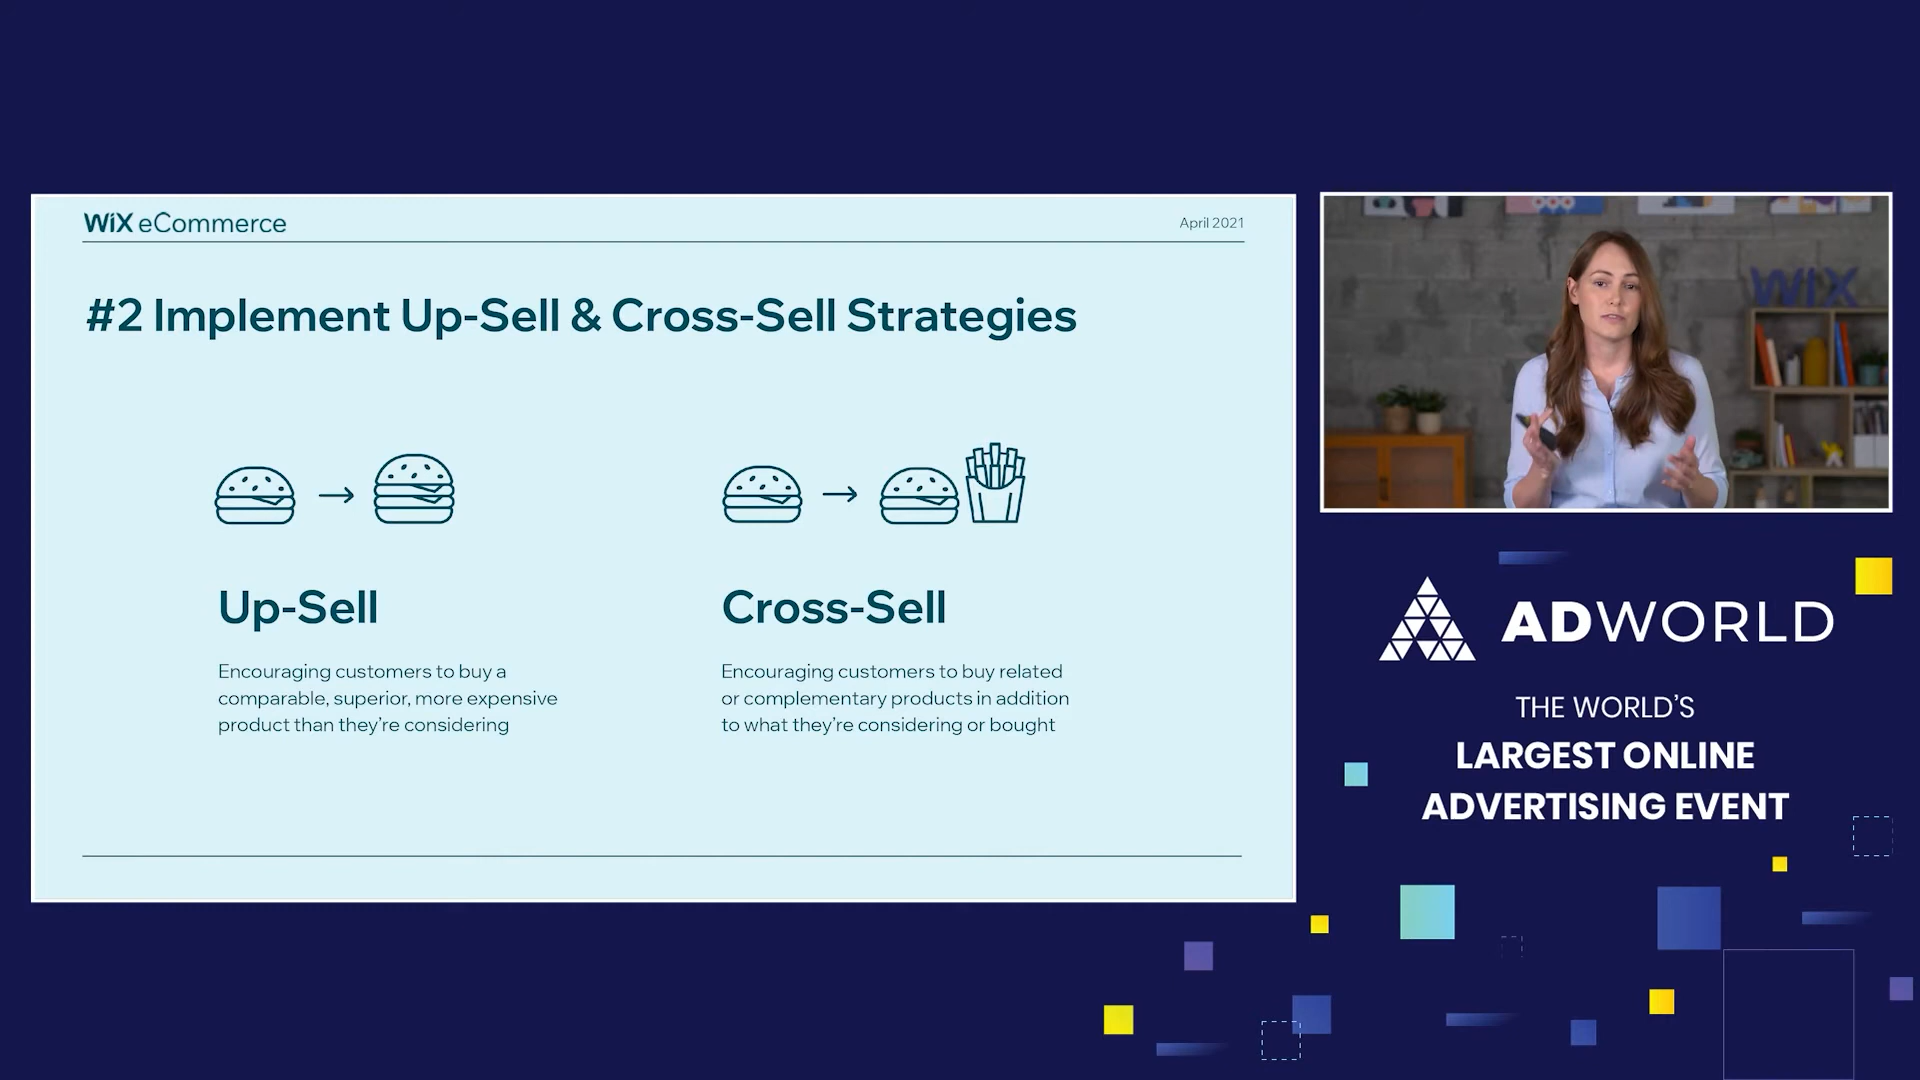 WiX eCommerce
April 2021
#2 Implement Up-Sell & Cross-Sell Strategies
Up-Sell
Encouraging customers to buy a
comparable, superior, more expensive
product than they're considering
Cross-Sell
Encouraging customers to buy related
or complementary products in addition
to what they're considering or bought
WIX
ADWORLD
THE WORLD'S
LARGEST ONLINE
ADVERTISING EVENT